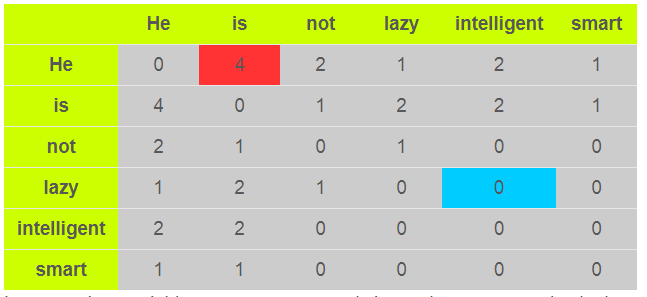 He is not lazy intelligent smart
He 0 4 2 1 2 1
is 4 0 1 2 2 1
not 2 1 0 1 0 0
lazy 1 2 1 0 0 0
intelligent 2 2 0 0 0 0
smart 1 1 0 0 0 0